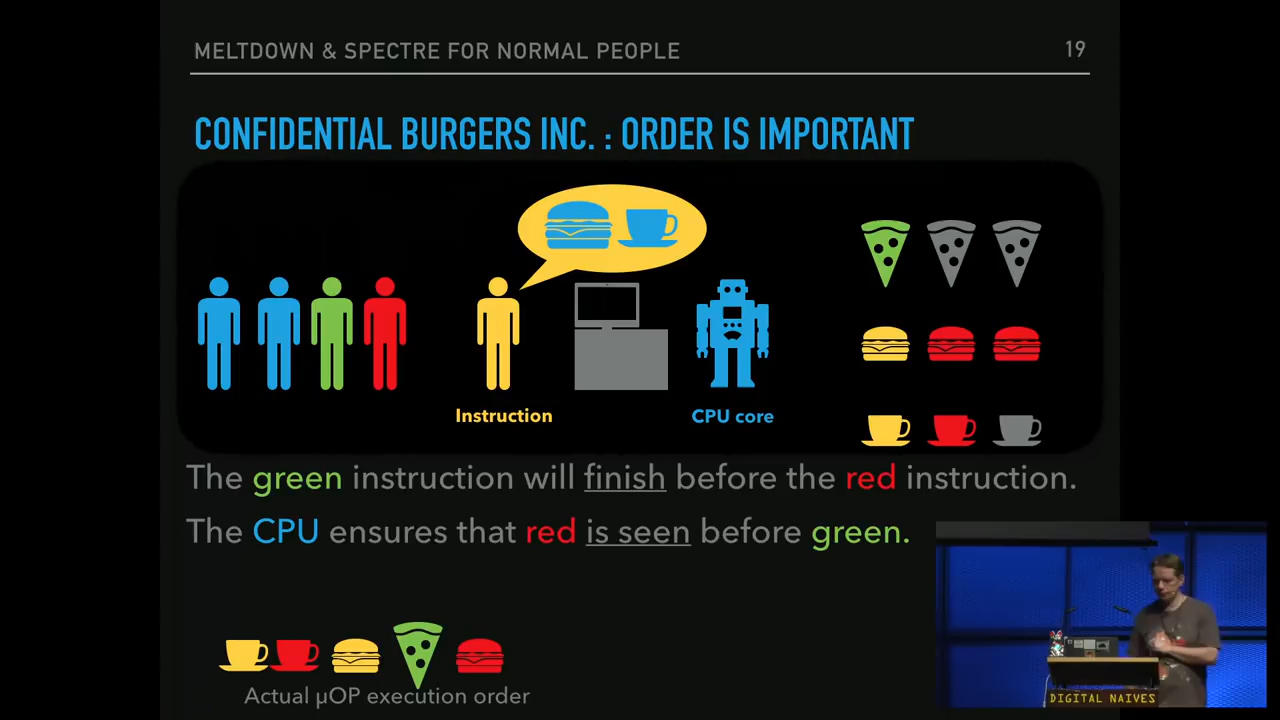 MELTDOWN & SPECTRE FOR NORMAL PEOPLE
19
CONFIDENTIAL BURGERS INC. : ORDER IS IMPORTANT
Instruction
CPU core
The green instruction will finish before the red instruction.
The CPU ensures that red is seen before green.
Actual µOP execution order
DIGITAL NAIVES